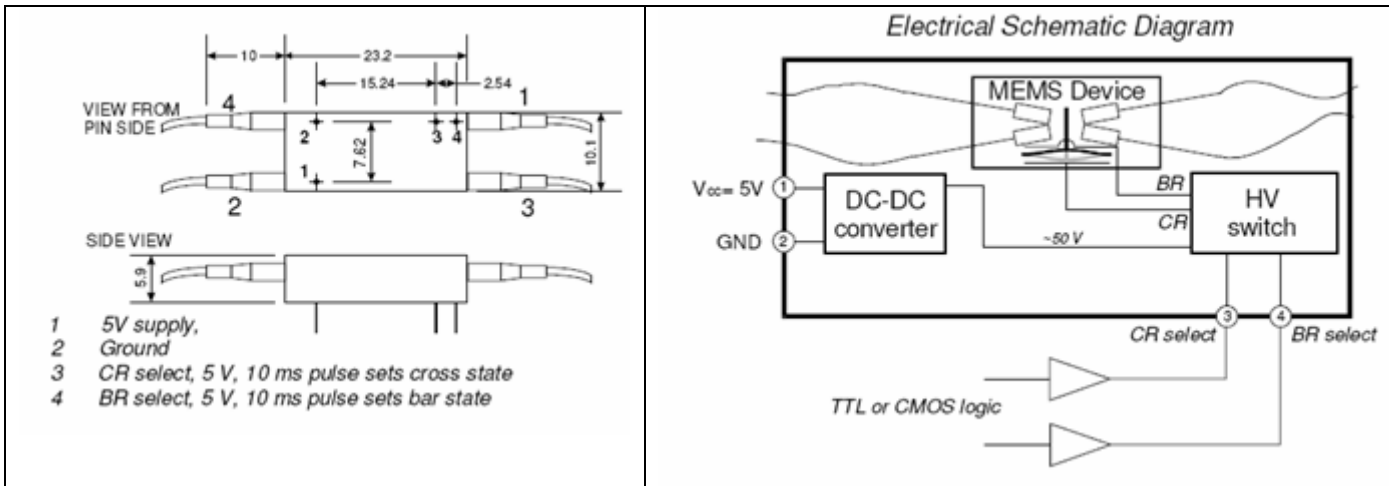 10
23.2
15.24
2.54
VIEW FROM
PIN SIDE
4
1
2
3
4
7.62
10.1
1
2
3
SIDE VIEW
5.9
1 5V supply,
2 Ground
3 CR select, 5 V, 10 ms pulse sets cross state
4 BR select, 5 V, 10 ms pulse sets bar state
Electrical Schematic Diagram
MEMS Device
Vcc= 5V
1
DC-DC
converter
GND
2
BR
CR
~50 V
HV
switch
3
4
CR select
BR select
TTL or CMOS logic